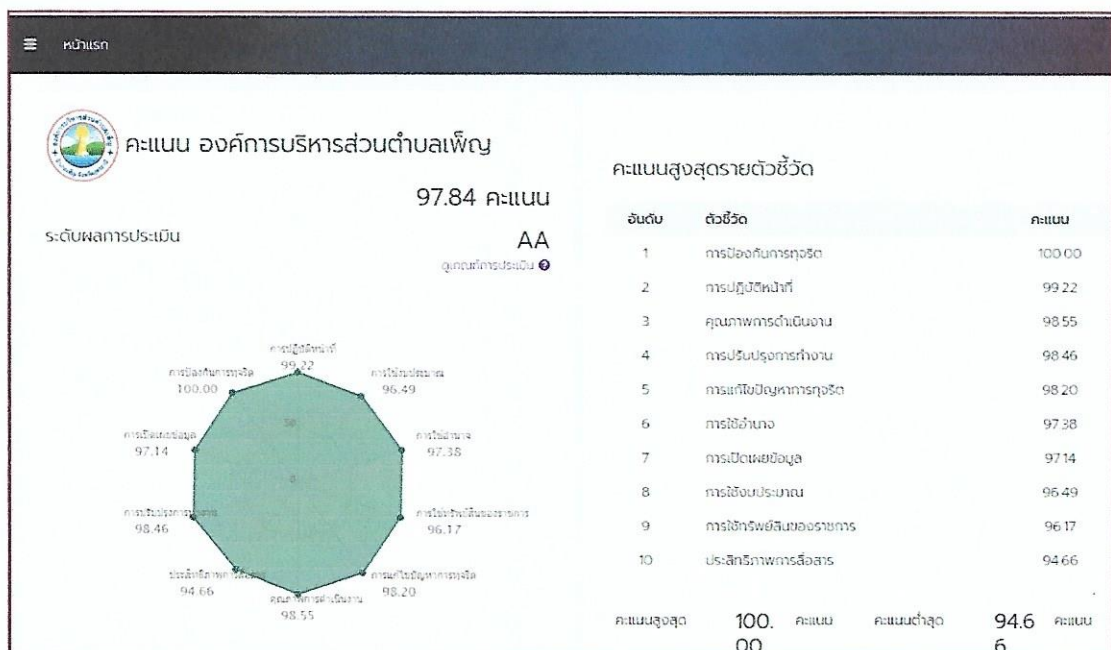 หน้าแรก
คะแนน องค์การบริหารส่วนตำบลเพ็ญ
97.84 คะแนน
ระดับผลการประเมิน
AA
ดูเกณฑ์การประเมิน
การปฏิบัติหน้าที่
99.22
การป้องกันการทุจริต
100.00
การใช้งบประมาณ
96.49
50
การเปิดเผยข้อมูล
97.14
การใช้อำนาจ
97.38
0
การปรับปรุงการทำงาน
98.46
การใช้ทรัพย์สินของราชการ
96.17
ประสิทธิภาพการสื่อสาร
94.66
การแก้ไขปัญหาการทุจริต
98.20
คุณภาพการดำเนินงาน
98.55
คะแนนสูงสุดรายตัวชี้วัด
อันดับ ตัวชี้วัด คะแนน
1 การป้องกันการทุจริต 100.00
2 การปฏิบัติหน้าที่ 99.22
3 คุณภาพการดำเนินงาน 98.55
4 การปรับปรุงการทำงาน 98.46
5 การแก้ไขปัญหาการทุจริต 98.20
6 การใช้อำนาจ 97.38
7 การเปิดเผยข้อมูล 97.14
8 การใช้งบประมาณ 96.49
9 การใช้ทรัพย์สินของราชการ 96.17
10 ประสิทธิภาพการสื่อสาร 94.66
คะแนนสูงสุด 100. คะแนน คะแนนต่ำสุด 94.6 คะแนน
00 6